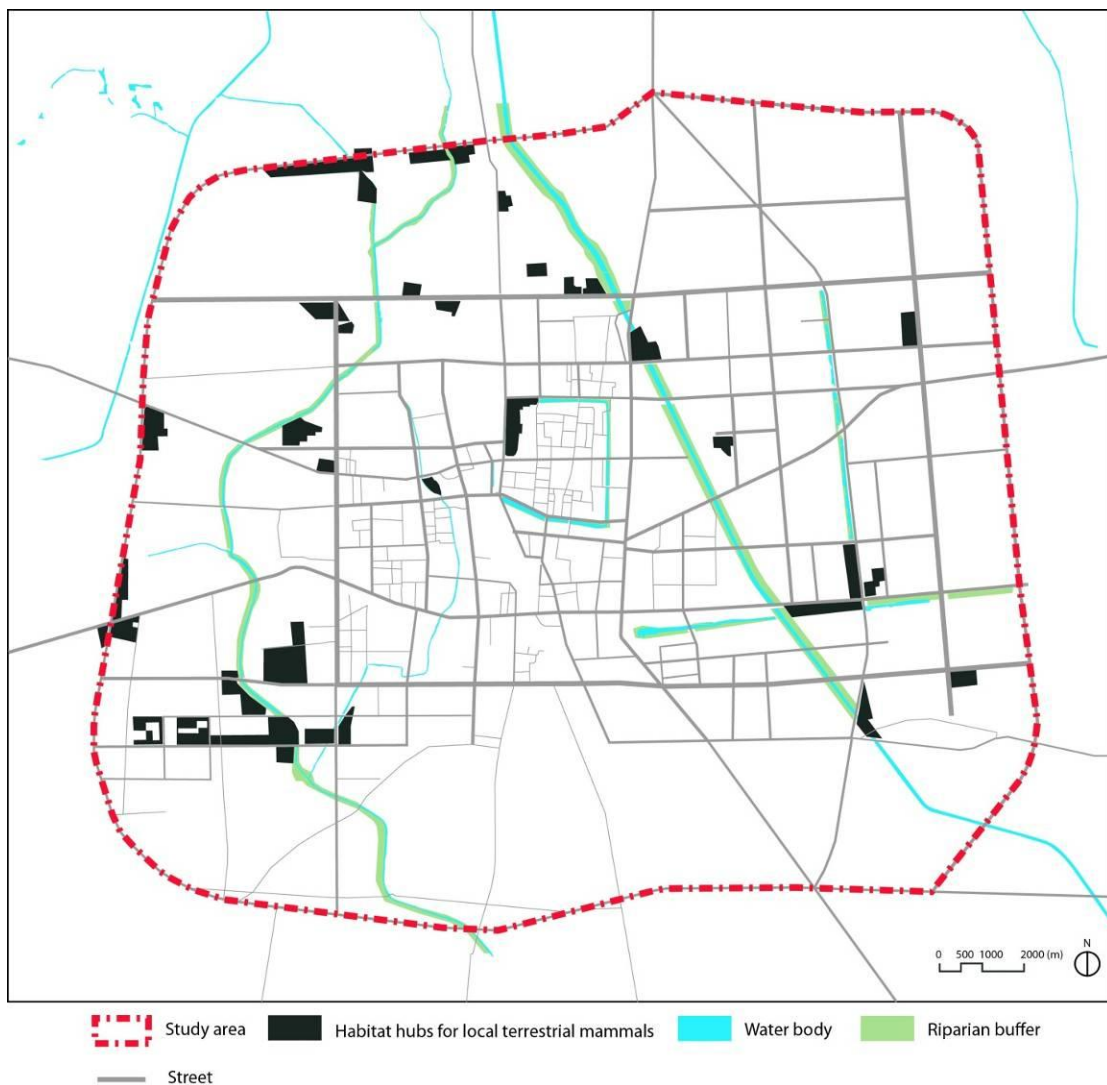 N
0 500 1000 2000 (m)
Study area Habitat hubs for local terrestrial mammals Water body Riparian buffer
Street